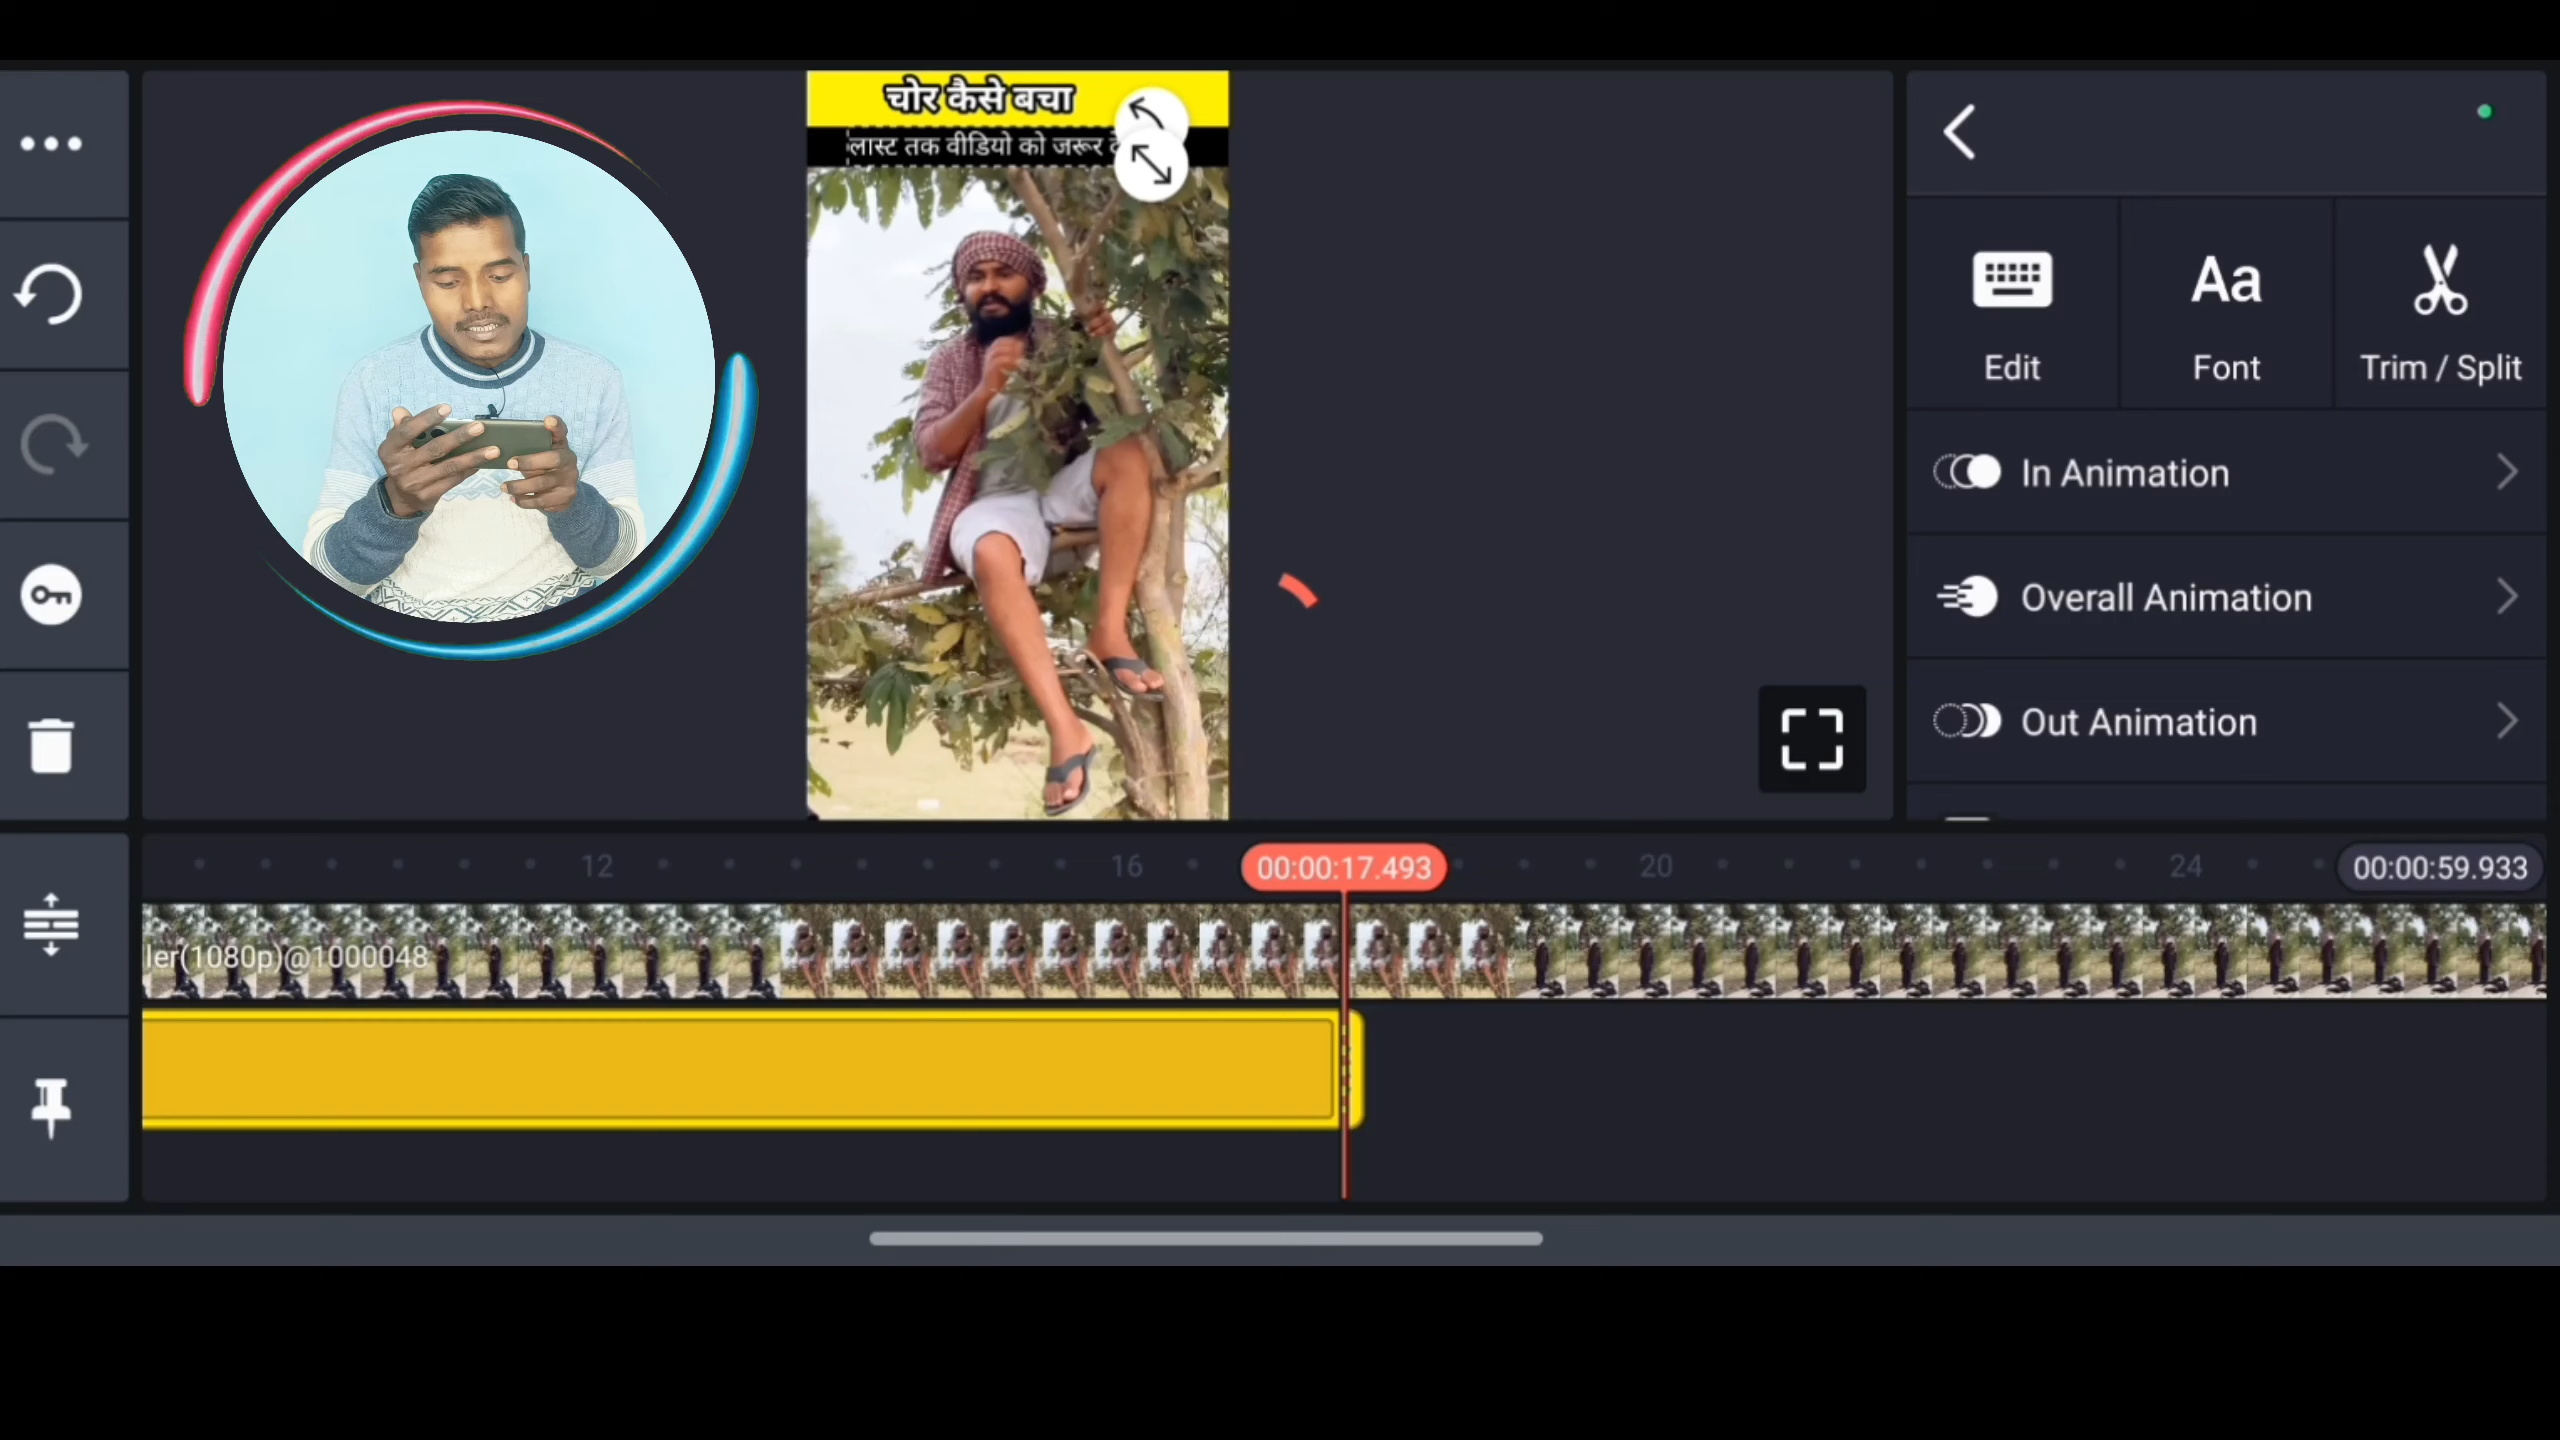 चोर कैसे बचा
लास्ट तक वीडियो को जरूर
Edit
Font
Trim / Split
In Animation
Overall Animation
Out Animation
12
16
00:00:17.493
20
24
00:00:59.933
ler(1080p)@1000048